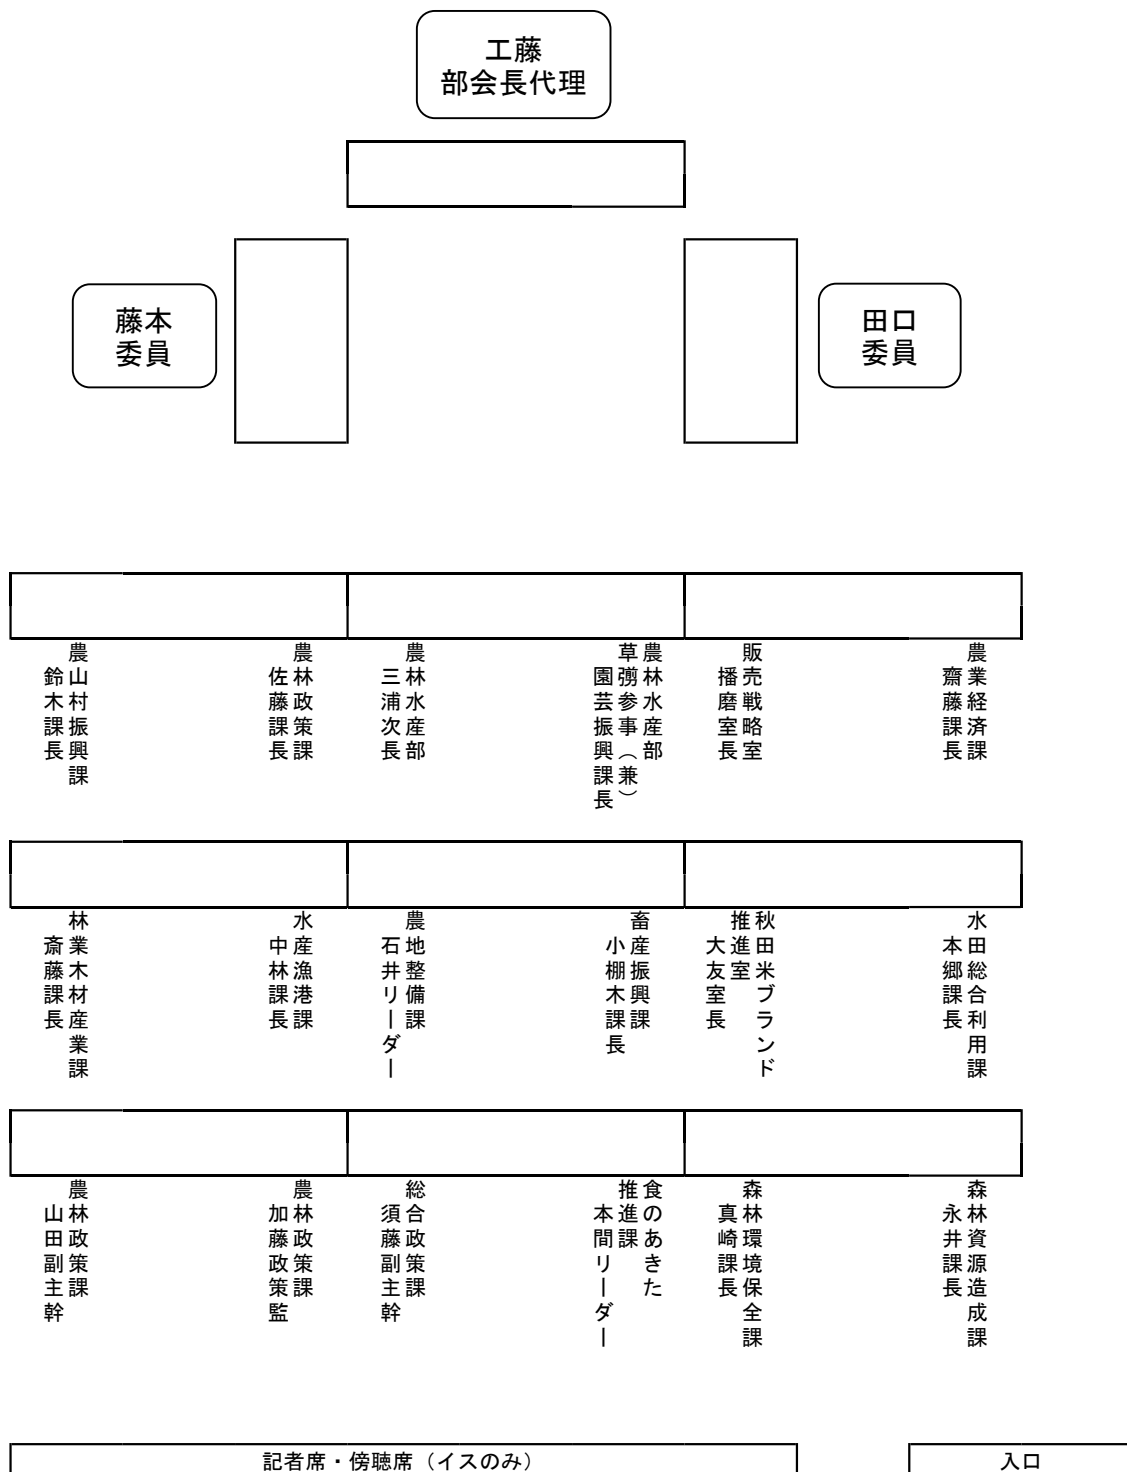 工藤
部会長代理
藤本
委員
田口
委員
農山村振興課
鈴木課長
農林政策課
佐藤課長
農林水産部
三浦次長
農林水産部
草彅参事(兼)
園芸振興課長
販売戦略室
播磨室長
農業経済課
齋藤課長
林業木材産業課
斎藤課長
水産漁港課
中林課長
農地整備課
石井リーダー
畜産振興課
小棚木課長
秋田米ブランド
推進室
大友室長
水田総合利用課
本郷課長
農林政策課
山田副主幹
農林政策課
加藤政策監
総合政策課
須藤副主幹
食のあきた
推進課
本間リーダー
森林環境保全課
真崎課長
森林資源造成課
永井課長
記者席・傍聴席(イスのみ)
入口